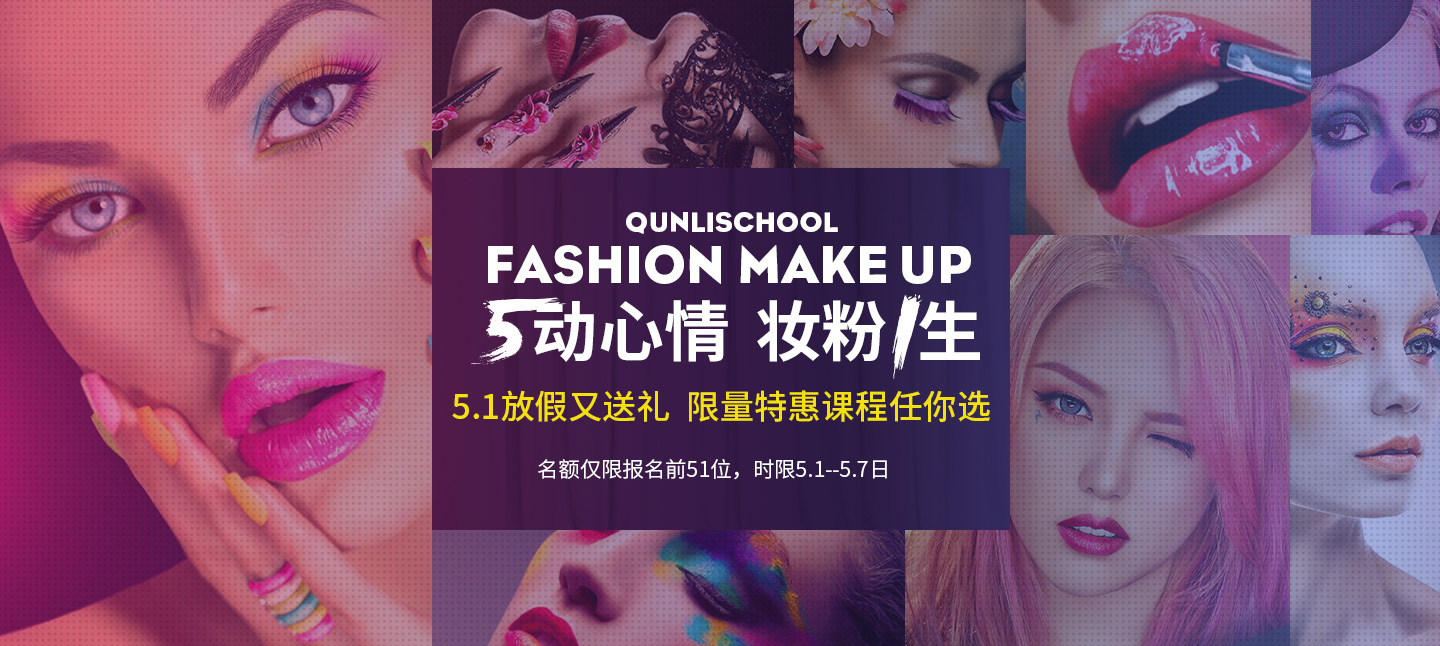 QUNLISCHOOL
FASHION MAKE UP
5动心情 妆粉1生
5.1放假又送礼 限量特惠课程任你选
名额仅限报名前51位，时限5.1--5.7日